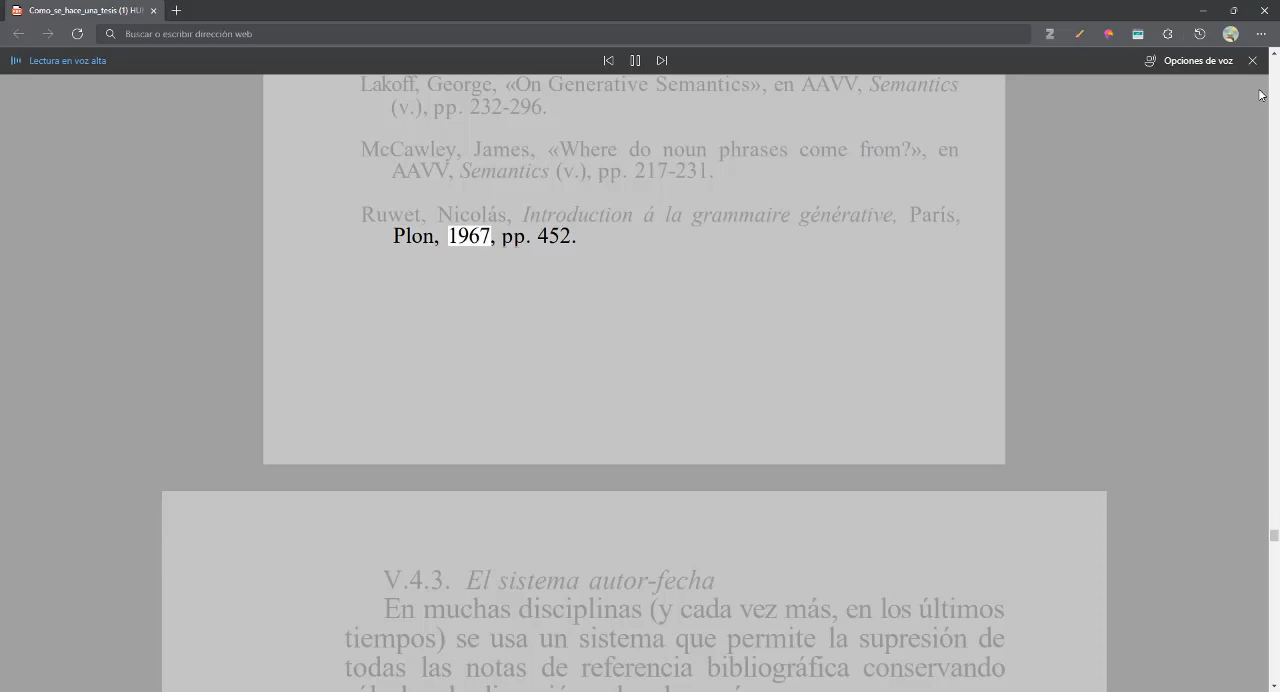 Como_se_hace_una_tesis (1) HU
Buscar o escribir dirección web
Lectura en voz alta
Opciones de voz
Lakoff, George, «On Generative Semantics», en AAVV, Semantics
(v.), pp. 232-296.
McCawley, James, «Where do noun phrases come from?», en
AAVV, Semantics (v.), pp. 217-231.
Ruwet, Nicolás, Introduction á la grammaire générative, París,
Plon, 1967, pp. 452.
V.4.3. El sistema autor-fecha
En muchas disciplinas (y cada vez más, en los últimos
tiempos) se usa un sistema que permite la supresión de
todas las notas de referencia bibliográfica conservando